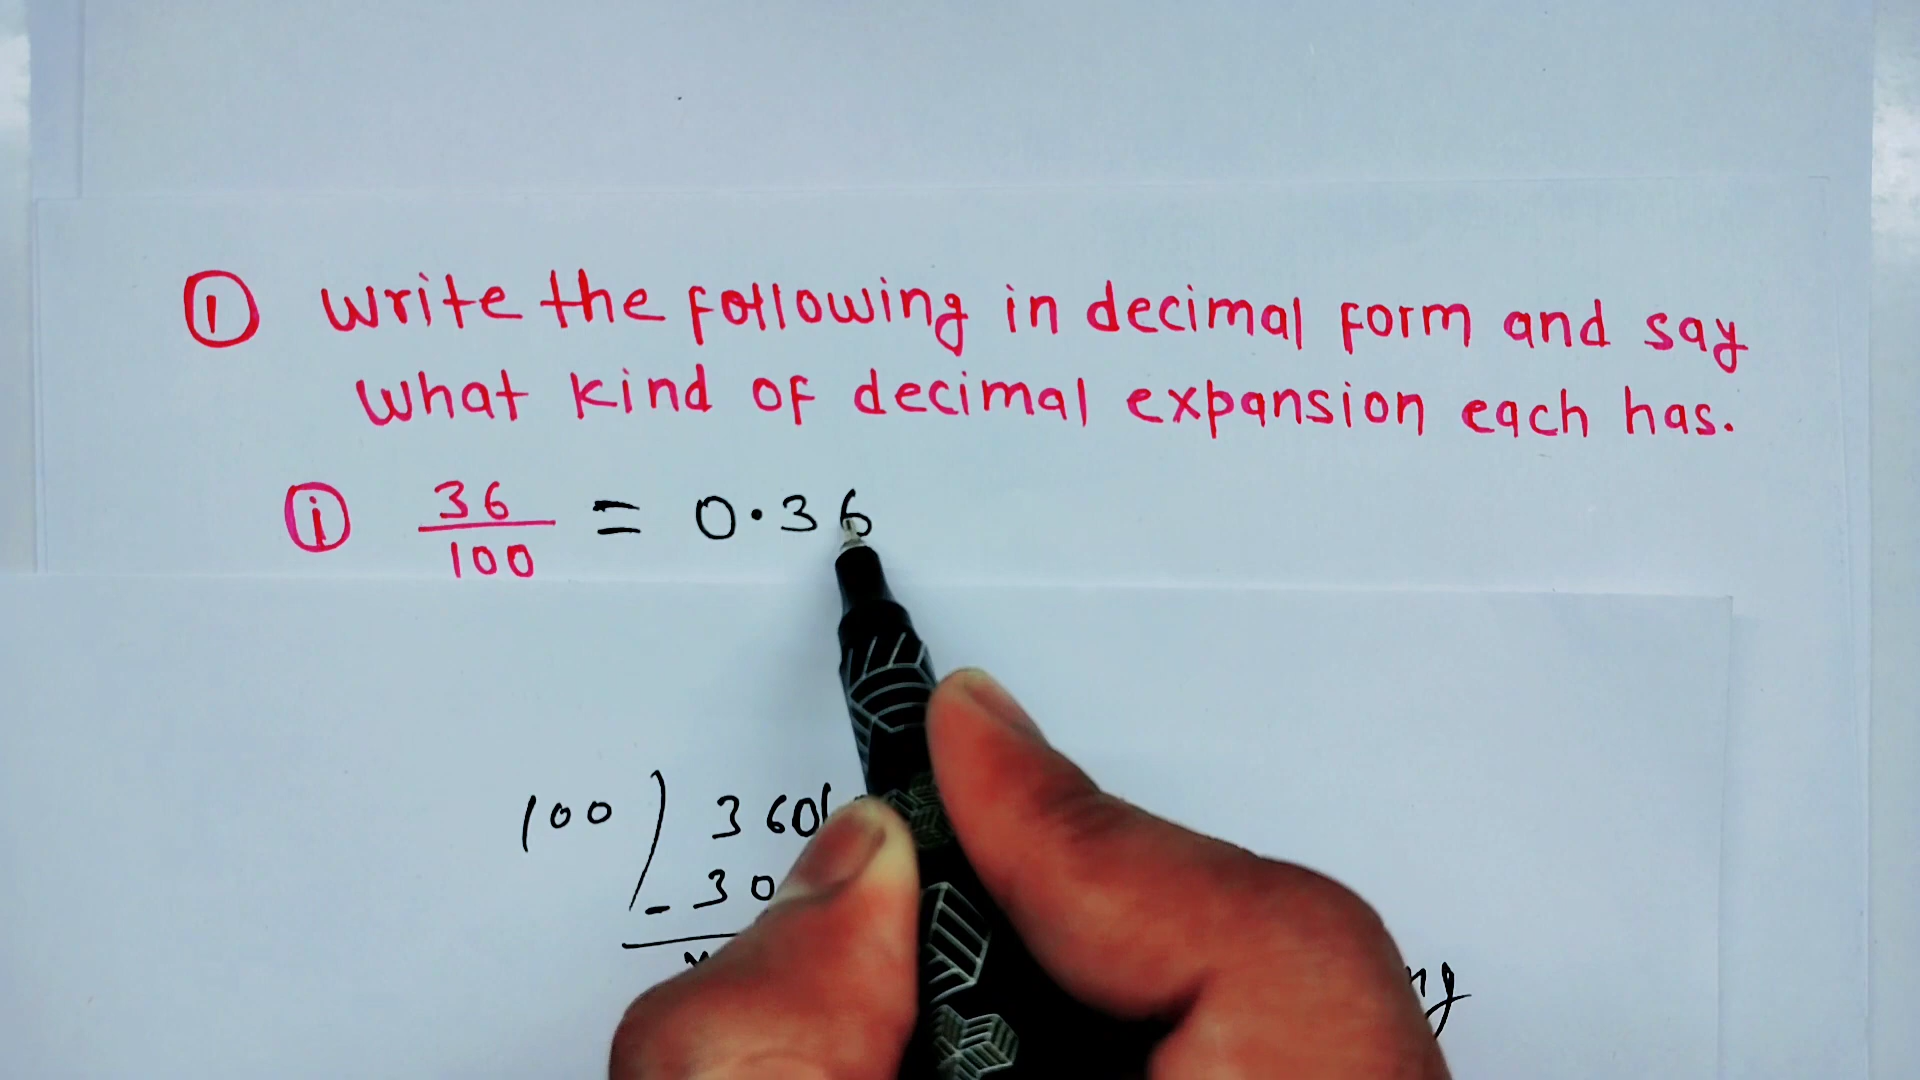 ① Write the following in decimal form and say
what kind of decimal expansion each has.
ⓘ 36/100 = 0.36
100 ) 360(
- 30